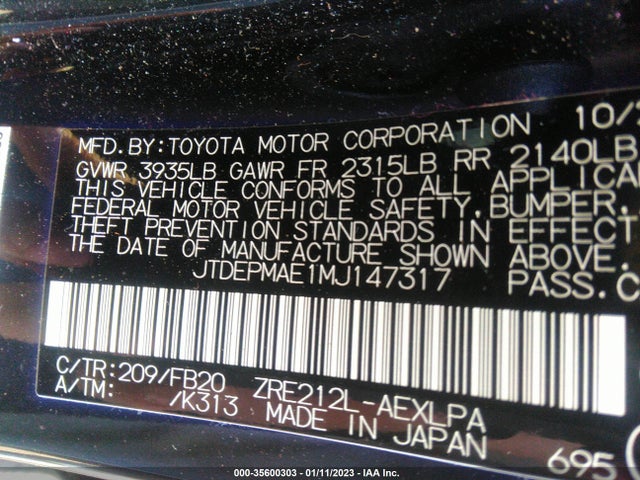 MFD.BY:TOYOTA MOTOR CORPORATION 10/
GVWR 3935LB GAWR FR 2315LB RR 2140LB
THIS VEHICLE CONFORMS TO ALL
FEDERAL MOTOR VEHICLE SAFETY,BUMPER,
THEFT PREVENTION STANDARDS IN EFFECT
THE DATE OF MANUFACTURE SHOWN ABOVE.
JTDEPMAE1MJ147317 PASS.C
C/TR:209/FB20 ZRE212L-AEXLPA
A/TM: /K313 MADE IN JAPAN
695
000-35600303 - 01/11/2023 - IAA Inc.